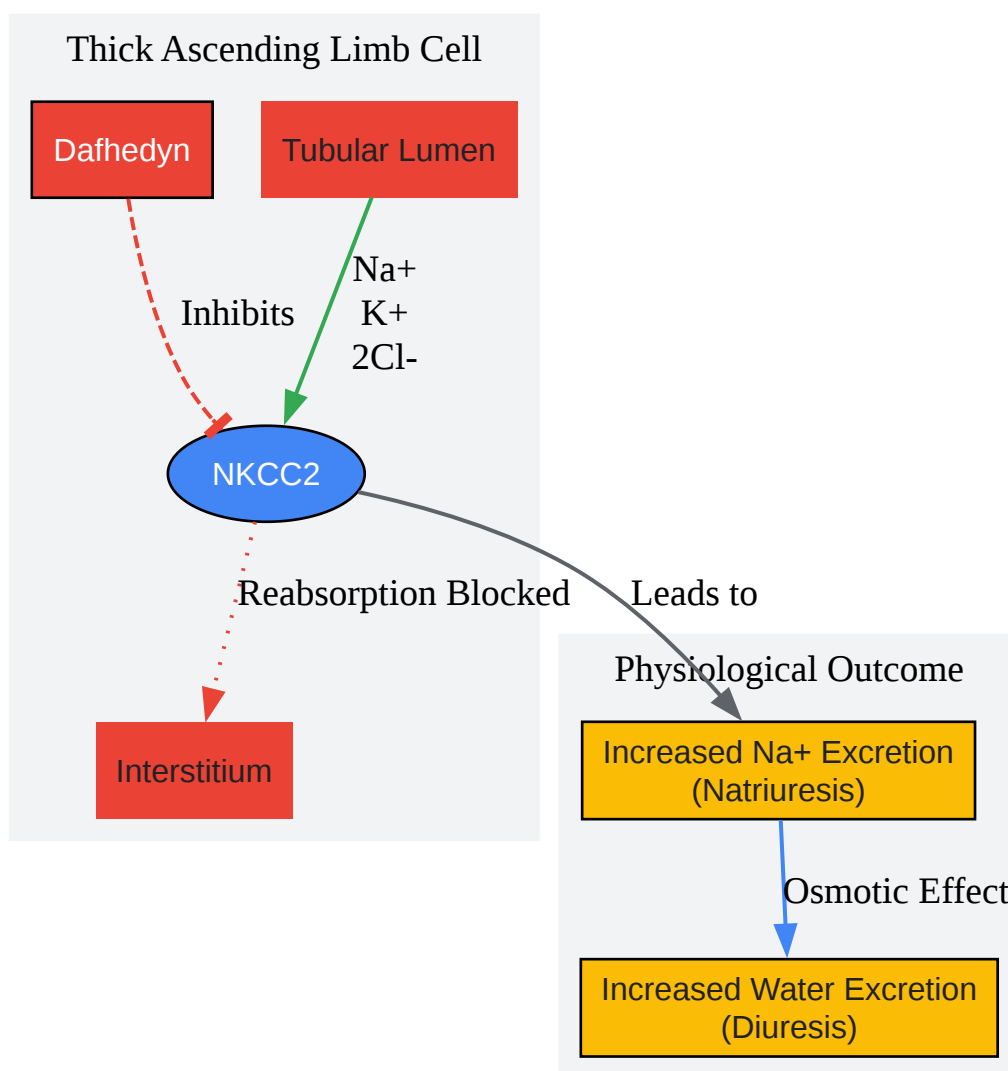 Thick Ascending Limb Cell
Dafhedyn
Tubular Lumen
Na+
K+
2Cl-
Inhibits
NKCC2
Reabsorption Blocked
Leads to
Physiological Outcome
Interstitium
Increased Na+ Excretion
(Natriuresis)
Osmotic Effect
Increased Water Excretion
(Diuresis)